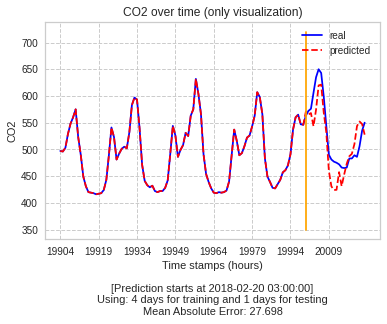 CO2 over time (only visualization)
real
predicted
700
650
600
550
500
450
400
350
CO2
19904 19919 19934 19949 19964 19979 19994 20009
Time stamps (hours)
[Prediction starts at 2018-02-20 03:00:00]
Using: 4 days for training and 1 days for testing
Mean Absolute Error: 27.698